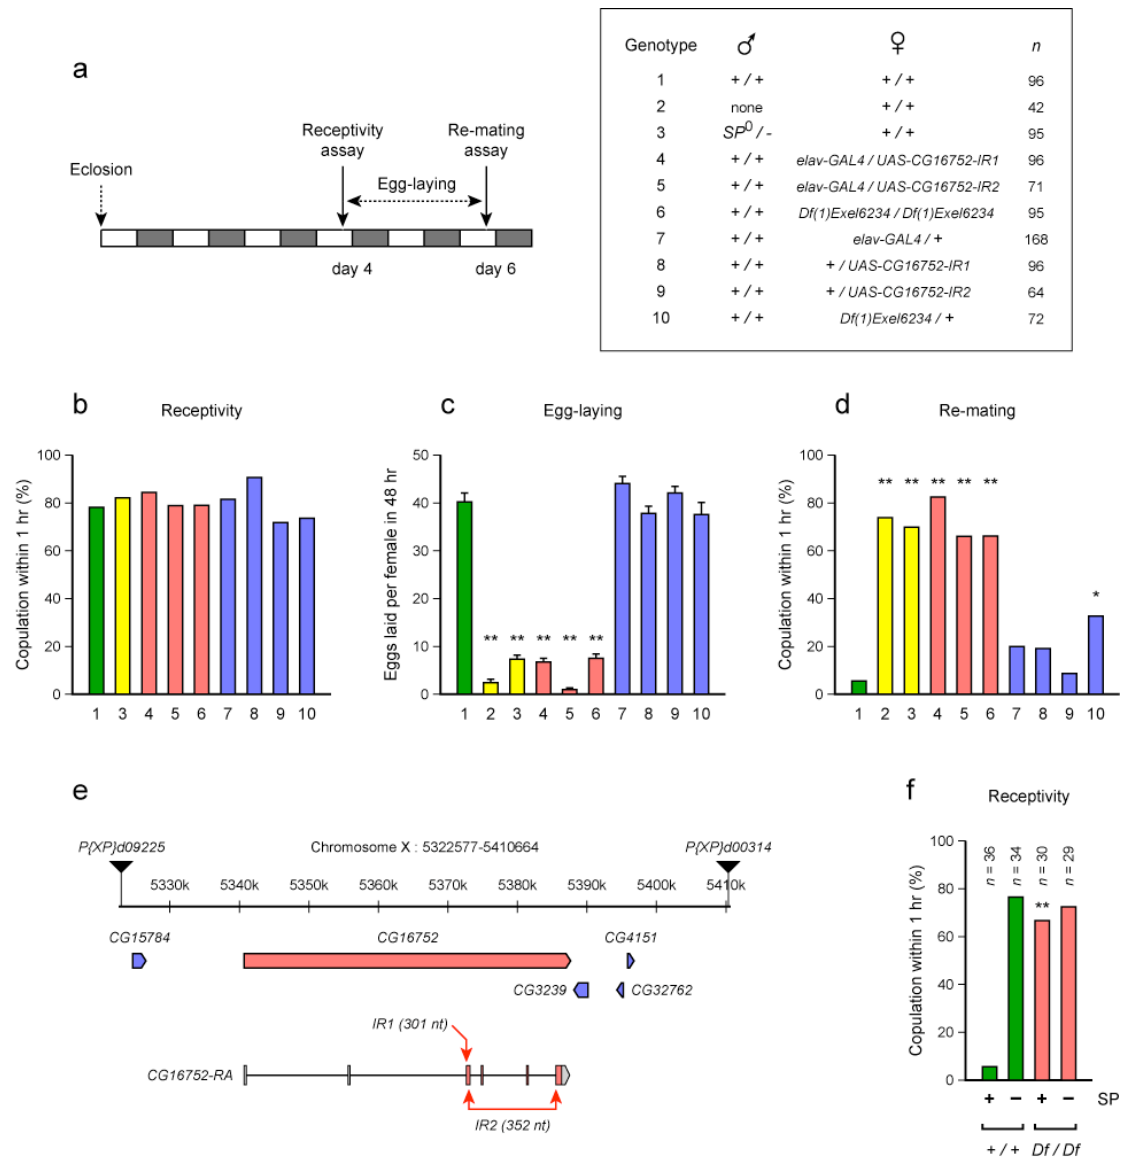 a
Eclosion
Receptivity
assay
Re-mating
assay
Egg-laying
day 4
day 6
Genotype ♂ ♀ n
1 +/+ +/+ 96
2 none +/+ 42
3 SP⁰/- +/+ 95
4 +/+ elav-GAL4 / UAS-CG16752-IR1 96
5 +/+ elav-GAL4 / UAS-CG16752-IR2 71
6 +/+ Df(1)Exel6234 / Df(1)Exel6234 95
7 +/+ elav-GAL4 / + 168
8 +/+ + / UAS-CG16752-IR1 96
9 +/+ + / UAS-CG16752-IR2 64
10 +/+ Df(1)Exel6234 / + 72
b Receptivity
Copulation within 1 hr (%)
100
80
60
40
20
0
1 3 4 5 6 7 8 9 10
c Egg-laying
Eggs laid per female in 48 hr
50
40
30
20
10
0
** ** ** ** **
1 2 3 4 5 6 7 8 9 10
d Re-mating
Copulation within 1 hr (%)
100
80
60
40
20
0
** ** ** ** **
*
1 2 3 4 5 6 7 8 9 10
e
P{XP}d09225 Chromosome X : 5322577-5410664 P{XP}d00314
5330k 5340k 5350k 5360k 5370k 5380k 5390k 5400k 5410k
CG15784 CG16752 CG4151
CG3239 CG32762
IR1 (301 nt)
CG16752-RA
IR2 (352 nt)
f Receptivity
Copulation within 1 hr (%)
100
80
60
40
20
0
n = 36
n = 34
n = 30
n = 29
**
+ − + − SP
+/+ Df / Df